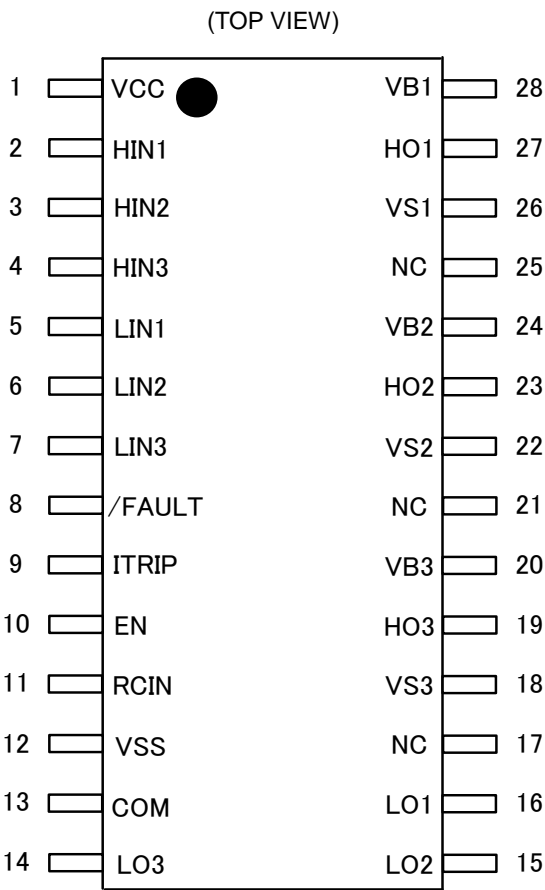 (TOP VIEW)
1 VCC VB1 28
2 HIN1 HO1 27
3 HIN2 VS1 26
4 HIN3 NC 25
5 LIN1 VB2 24
6 LIN2 HO2 23
7 LIN3 VS2 22
8 /FAULT NC 21
9 ITRIP VB3 20
10 EN HO3 19
11 RCIN VS3 18
12 VSS NC 17
13 COM LO1 16
14 LO3 LO2 15